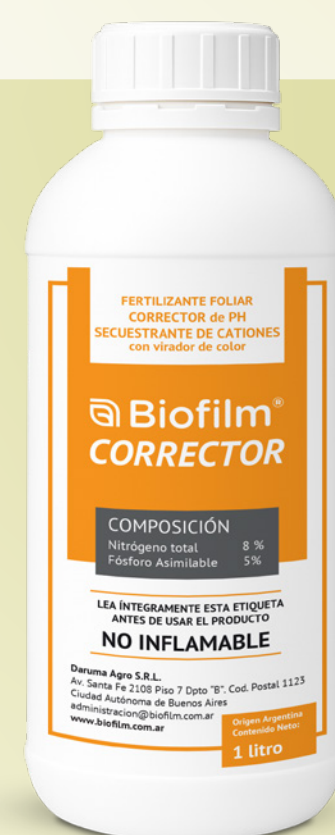 FERTILIZANTE FOLIAR
CORRECTOR de PH
SECUESTRANTE DE CATIONES
con virador de color
Biofilm®
CORRECTOR
COMPOSICIÓN
Nitrógeno total 8 %
Fósforo Asimilable 5%
LEA ÍNTEGRAMENTE ESTA ETIQUETA
ANTES DE USAR EL PRODUCTO
NO INFLAMABLE
Daruma Agro S.R.L.
Av. Santa Fe 2108 Piso 7 Dpto "B". Cod. Postal 1123
Ciudad Autónoma de Buenos Aires
administracion@biofilm.com.ar
www.biofilm.com.ar
Origen Argentina
Contenido Neto:
1 litro